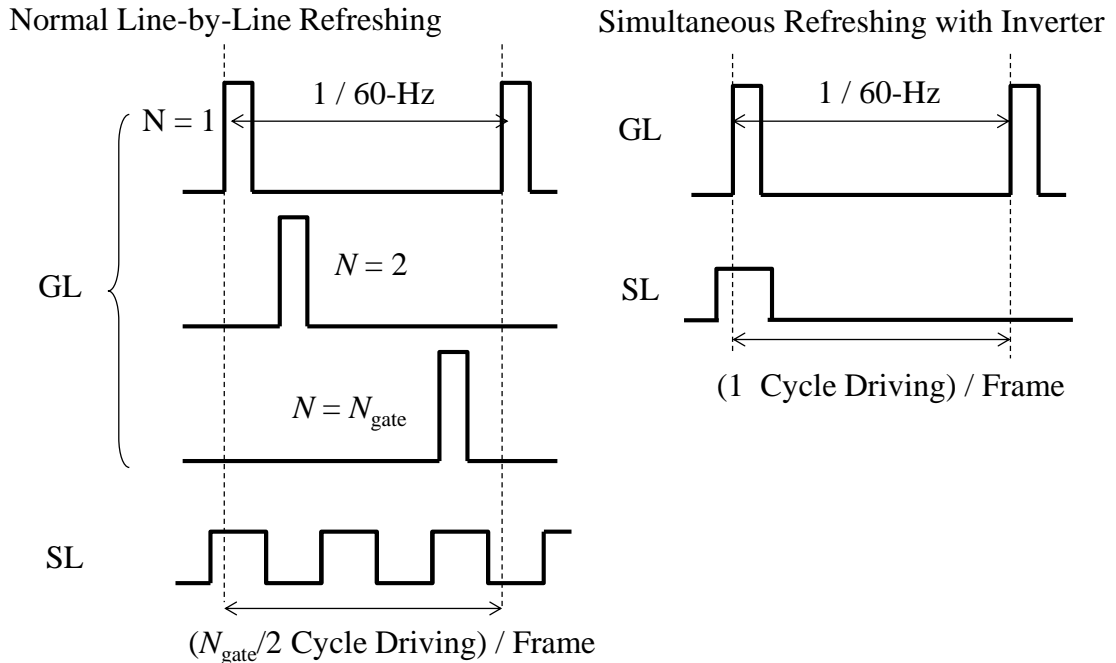 Normal Line-by-Line Refreshing
1 / 60-Hz
N = 1
N = 2
GL
N = Ngate
SL
(Ngate/2 Cycle Driving) / Frame
Simultaneous Refreshing with Inverter
1 / 60-Hz
GL
SL
(1 Cycle Driving) / Frame